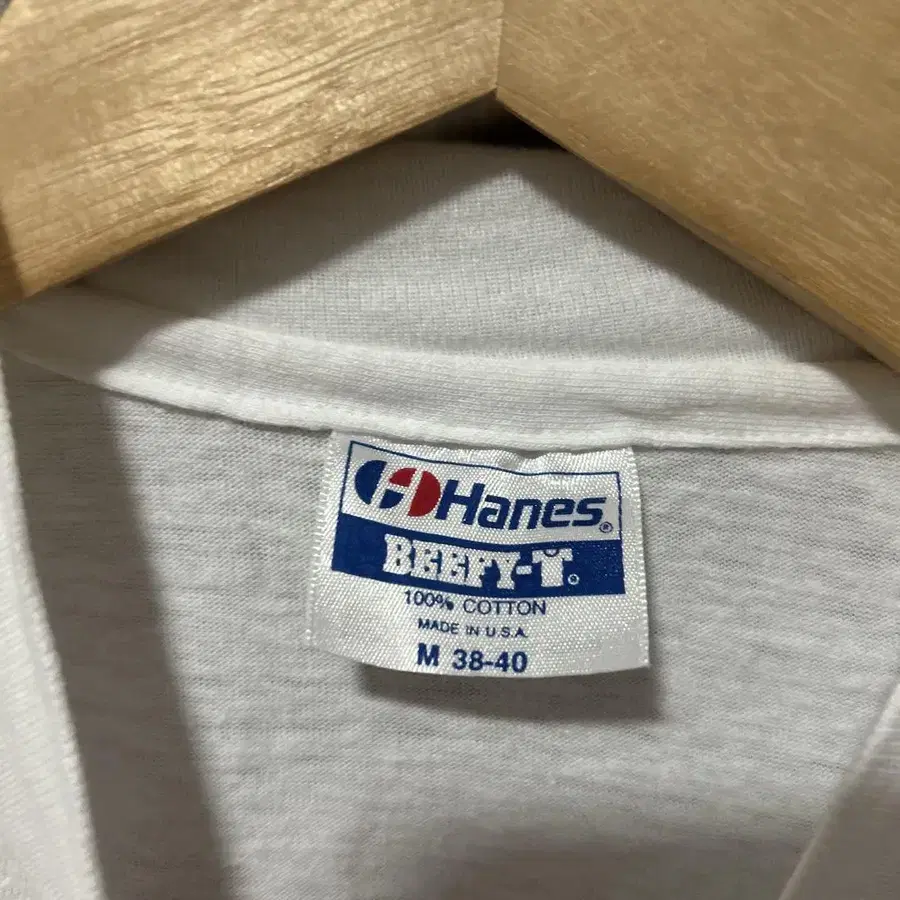 Hanes®
BEEFY-T®
100% COTTON
MADE IN U.S.A.
M 38-40